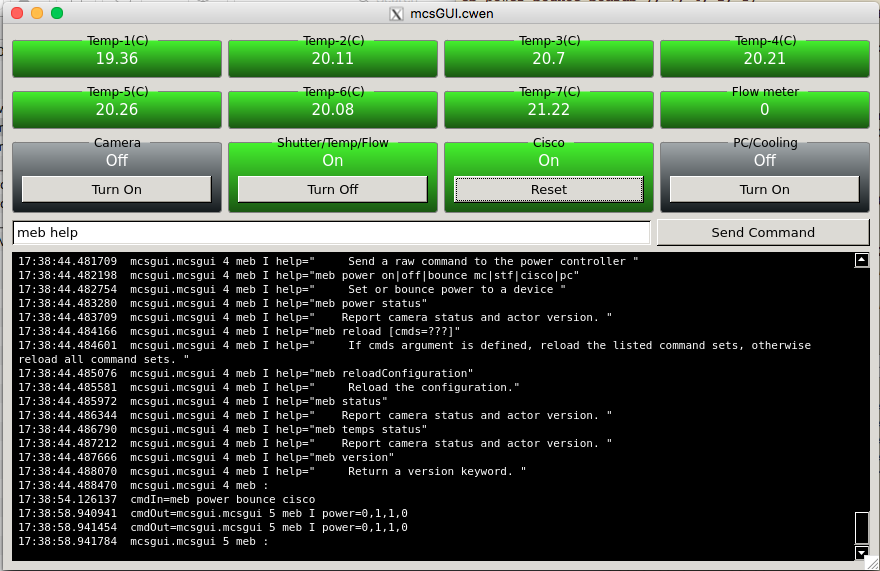 mcsGUI.cwen
Temp-1(C) Temp-2(C) Temp-3(C) Temp-4(C)
19.36 20.11 20.7 20.21
Temp-5(C) Temp-6(C) Temp-7(C) Flow meter
20.26 20.08 21.22 0
Camera Shutter/Temp/Flow Cisco PC/Cooling
Off On On Off
Turn On Turn Off Reset Turn On
meb help Send Command
17:38:44.481709 mcsgui.mcsgui 4 meb I help=" Send a raw command to the power controller "
17:38:44.482198 mcsgui.mcsgui 4 meb I help="meb power on|off|bounce mc|stf|cisco|pc"
17:38:44.482754 mcsgui.mcsgui 4 meb I help=" Set or bounce power to a device "
17:38:44.483280 mcsgui.mcsgui 4 meb I help="meb power status"
17:38:44.483709 mcsgui.mcsgui 4 meb I help=" Report camera status and actor version. "
17:38:44.484166 mcsgui.mcsgui 4 meb I help="meb reload [cmds=???]"
17:38:44.484601 mcsgui.mcsgui 4 meb I help=" If cmds argument is defined, reload the listed command sets, otherwise
reload all command sets. "
17:38:44.485076 mcsgui.mcsgui 4 meb I help="meb reloadConfiguration"
17:38:44.485581 mcsgui.mcsgui 4 meb I help=" Reload the configuration."
17:38:44.485972 mcsgui.mcsgui 4 meb I help="meb status"
17:38:44.486344 mcsgui.mcsgui 4 meb I help=" Report camera status and actor version. "
17:38:44.486790 mcsgui.mcsgui 4 meb I help="meb temps status"
17:38:44.487212 mcsgui.mcsgui 4 meb I help=" Report camera status and actor version. "
17:38:44.487666 mcsgui.mcsgui 4 meb I help="meb version"
17:38:44.488070 mcsgui.mcsgui 4 meb I help=" Return a version keyword. "
17:38:44.488470 mcsgui.mcsgui 4 meb :
17:38:54.126137 cmdIn=meb power bounce cisco
17:38:58.940941 cmdOut=mcsgui.mcsgui 5 meb I power=0,1,1,0
17:38:58.941454 cmdOut=mcsgui.mcsgui 5 meb I power=0,1,1,0
17:38:58.941784 mcsgui.mcsgui 5 meb :